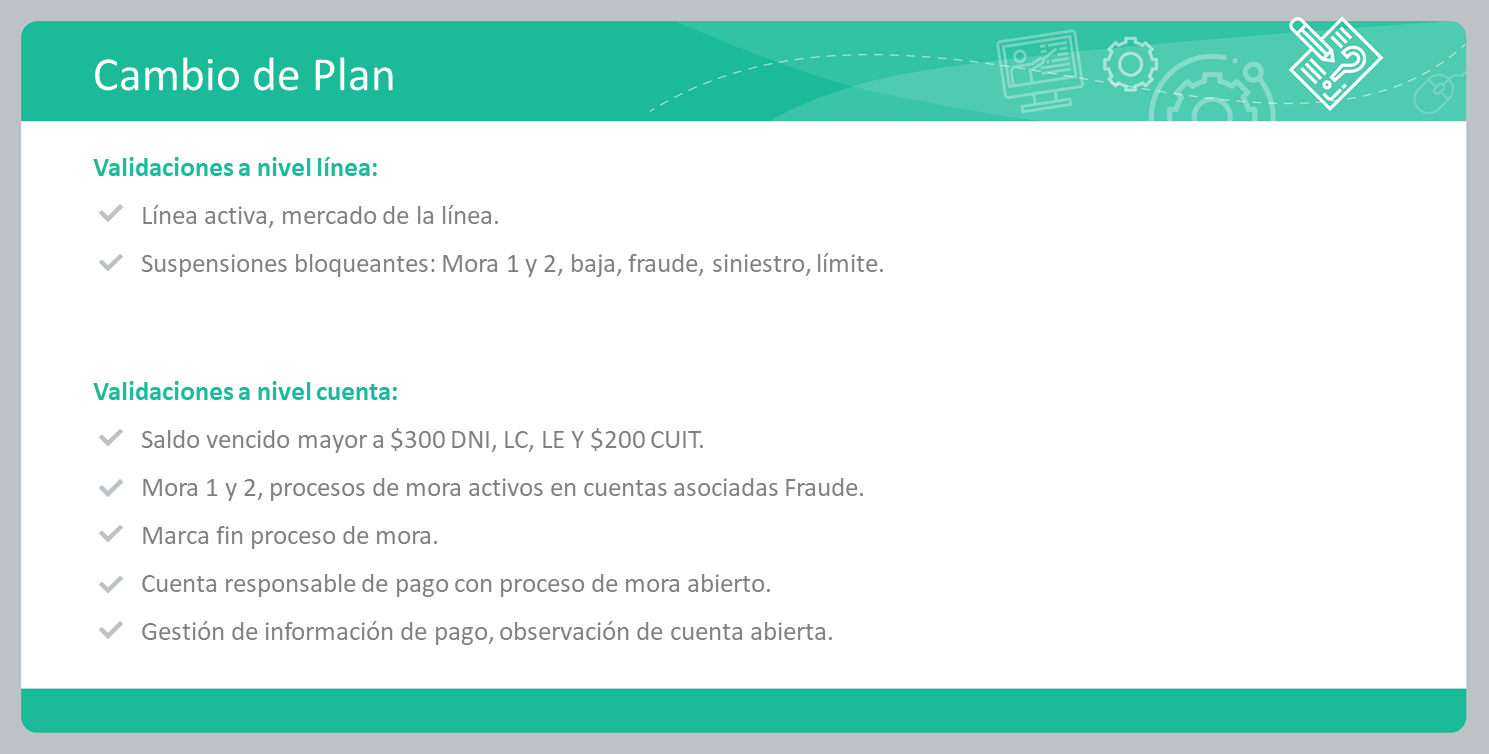 Cambio de Plan
Validaciones a nivel línea:
Línea activa, mercado de la línea.
Suspensiones bloqueantes: Mora 1 y 2, baja, fraude, siniestro, límite.
Validaciones a nivel cuenta:
Saldo vencido mayor a $300 DNI, LC, LE Y $200 CUIT.
Mora 1 y 2, procesos de mora activos en cuentas asociadas Fraude.
Marca fin proceso de mora.
Cuenta responsable de pago con proceso de mora abierto.
Gestión de información de pago, observación de cuenta abierta.